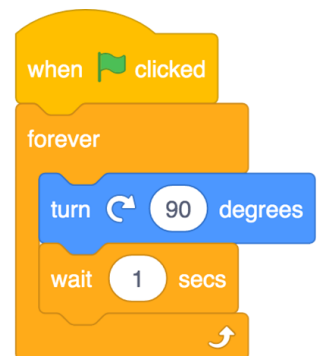 when clicked
forever
turn 90 degrees
wait 1 secs